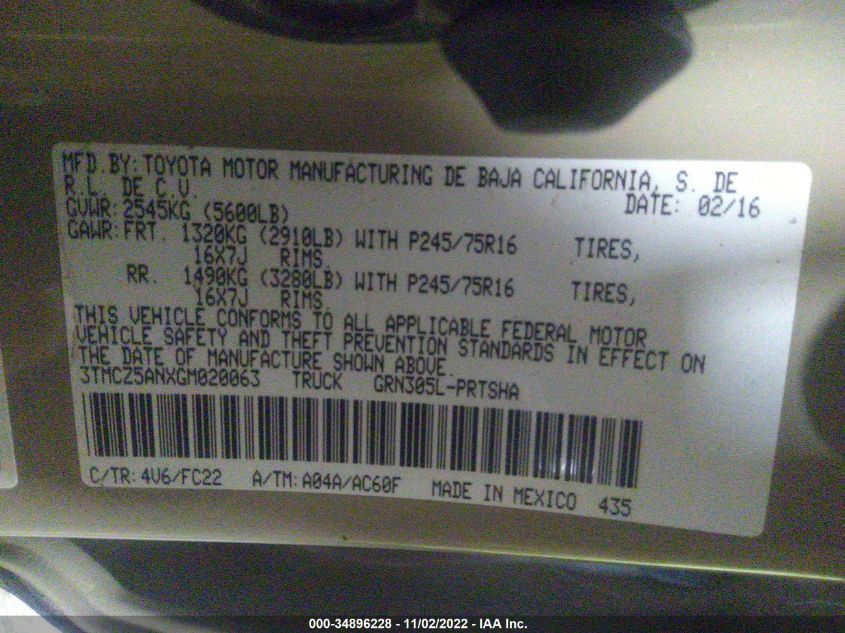 MFD.BY:TOYOTA MOTOR MANUFACTURING DE BAJA CALIFORNIA, S. DE
R.L. DE C.V.
DATE: 02/16
GVWR:2545KG (5600LB)
GAWR:FRT. 1320KG (2910LB) WITH P245/75R16 TIRES,
16X7J RIMS,
RR. 1490KG (3280LB) WITH P245/75R16 TIRES,
16X7J RIMS,
THIS VEHICLE CONFORMS TO ALL APPLICABLE FEDERAL MOTOR
VEHICLE SAFETY AND THEFT PREVENTION STANDARDS IN EFFECT ON
THE DATE OF MANUFACTURE SHOWN ABOVE.
3TMCZ5ANXGM020063 TRUCK GRN305L-PRTSHA
C/TR:4V6/FC22 A/TM:A04A/AC60F MADE IN MEXICO 435
000-34896228 - 11/02/2022 - IAA Inc.